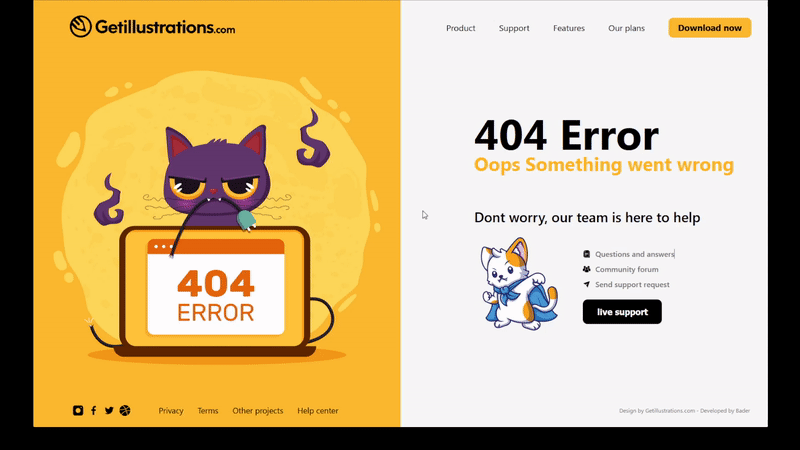 Getillustrations.com
Product Support Features Our plans Download now
404 Error
Oops Something went wrong
Dont worry, our team is here to help
Questions and answers
Community forum
Send support request
live support
404
ERROR
Privacy Terms Other projects Help center
Design by Getillustrations.com - Developed by Bader